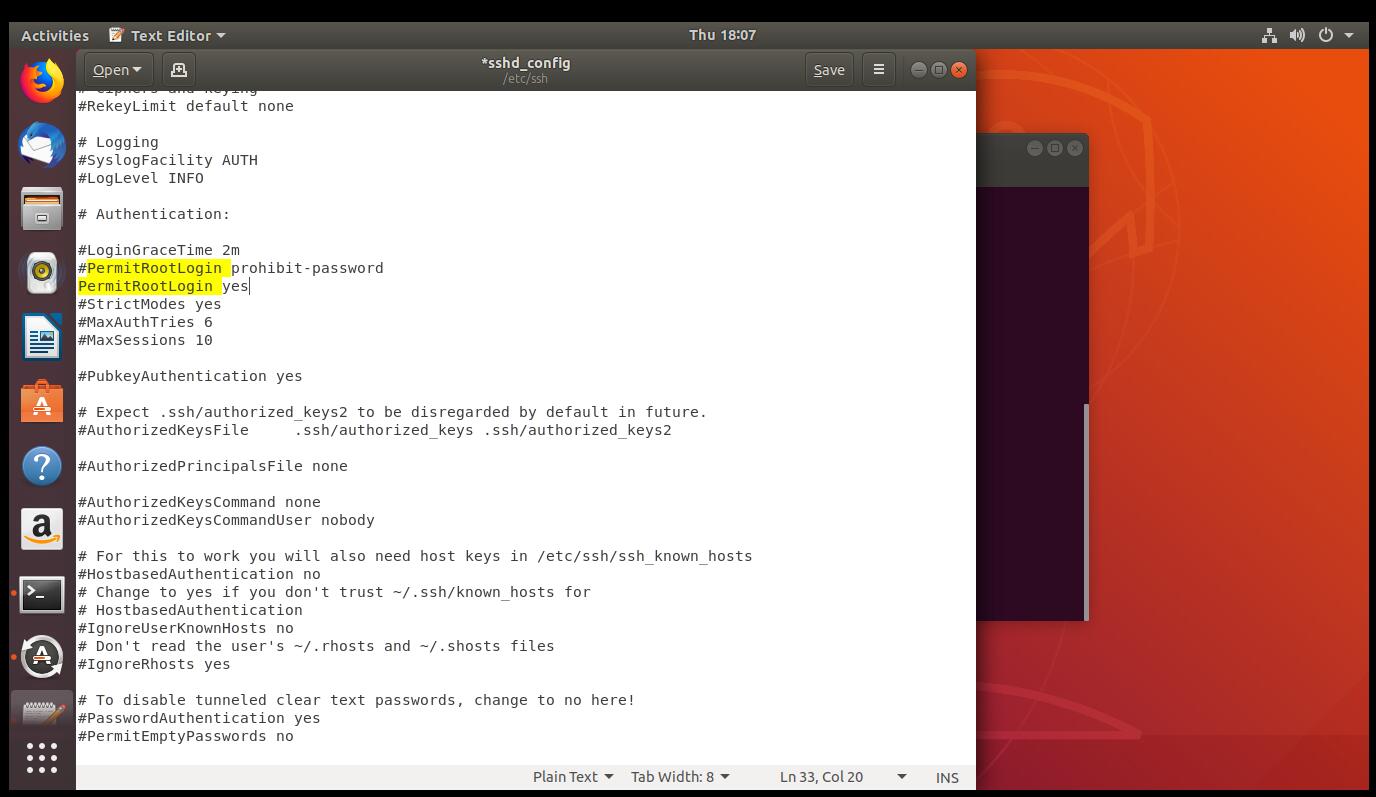 Activities Text Editor Thu 18:07
Open *sshd_config Save
/etc/ssh
# Ciphers and keying
#RekeyLimit default none
# Logging
#SyslogFacility AUTH
#LogLevel INFO
# Authentication:
#LoginGraceTime 2m
#PermitRootLogin prohibit-password
PermitRootLogin yes
#StrictModes yes
#MaxAuthTries 6
#MaxSessions 10
#PubkeyAuthentication yes
# Expect .ssh/authorized_keys2 to be disregarded by default in future.
#AuthorizedKeysFile .ssh/authorized_keys .ssh/authorized_keys2
#AuthorizedPrincipalsFile none
#AuthorizedKeysCommand none
#AuthorizedKeysCommandUser nobody
# For this to work you will also need host keys in /etc/ssh/ssh_known_hosts
#HostbasedAuthentication no
# Change to yes if you don't trust ~/.ssh/known_hosts for
# HostbasedAuthentication
#IgnoreUserKnownHosts no
# Don't read the user's ~/.rhosts and ~/.shosts files
#IgnoreRhosts yes
# To disable tunneled clear text passwords, change to no here!
#PasswordAuthentication yes
#PermitEmptyPasswords no
Plain Text Tab Width: 8 Ln 33, Col 20 INS